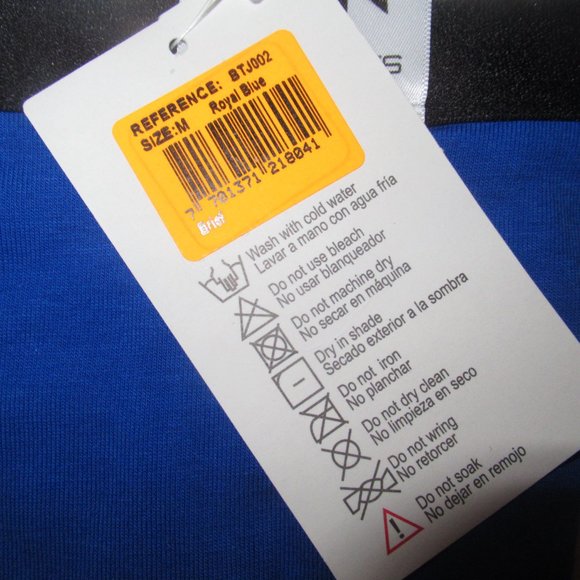 REFERENCE: BTJ002
SIZE:M Royal Blue
7 701371 218041
Brief
Wash with cold water
Lavar a mano con agua fría
Do not use bleach
No usar blanqueador
Do not machine dry
No secar en máquina
Dry in shade
Secado exterior a la sombra
Do not iron
No planchar
Do not dry clean
No limpieza en seco
Do not wring
No retorcer
Do not soak
No dejar en remojo